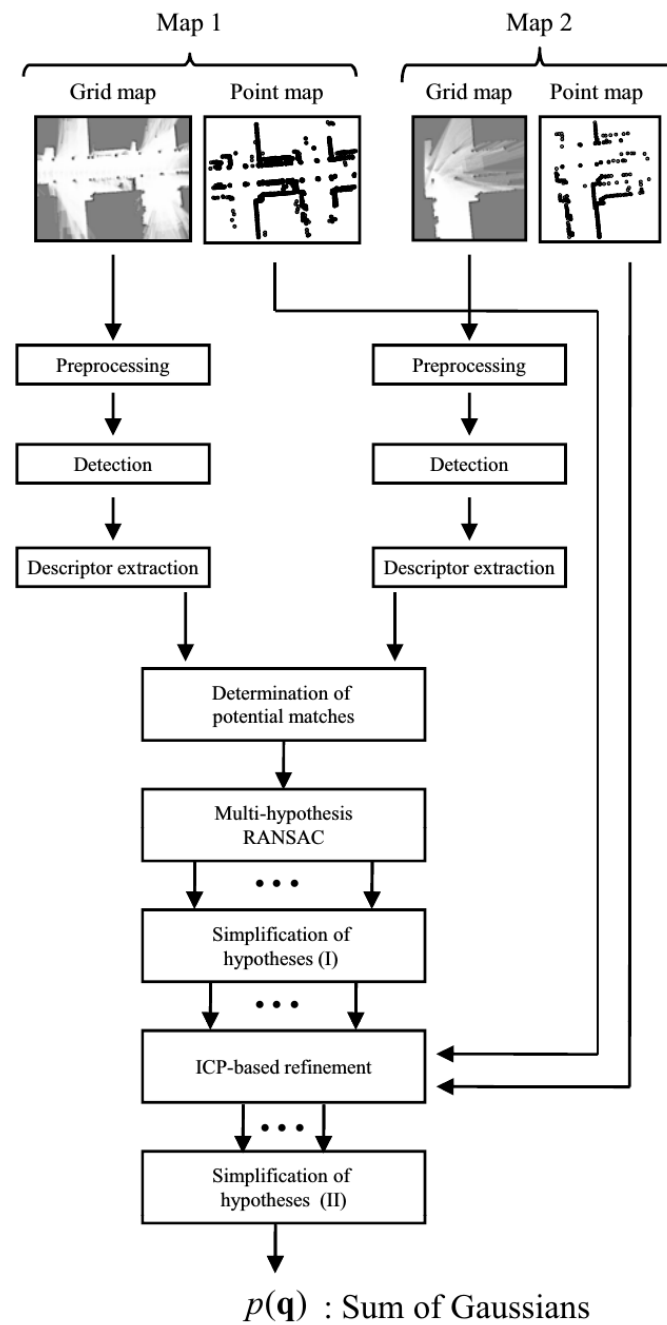 Map 1
Map 2
Grid map
Point map
Grid map
Point map
Preprocessing
Preprocessing
Detection
Detection
Descriptor extraction
Descriptor extraction
Determination of
potential matches
Multi-hypothesis
RANSAC
• • •
Simplification of
hypotheses (I)
• • •
ICP-based refinement
• • •
Simplification of
hypotheses (II)
p(q) : Sum of Gaussians